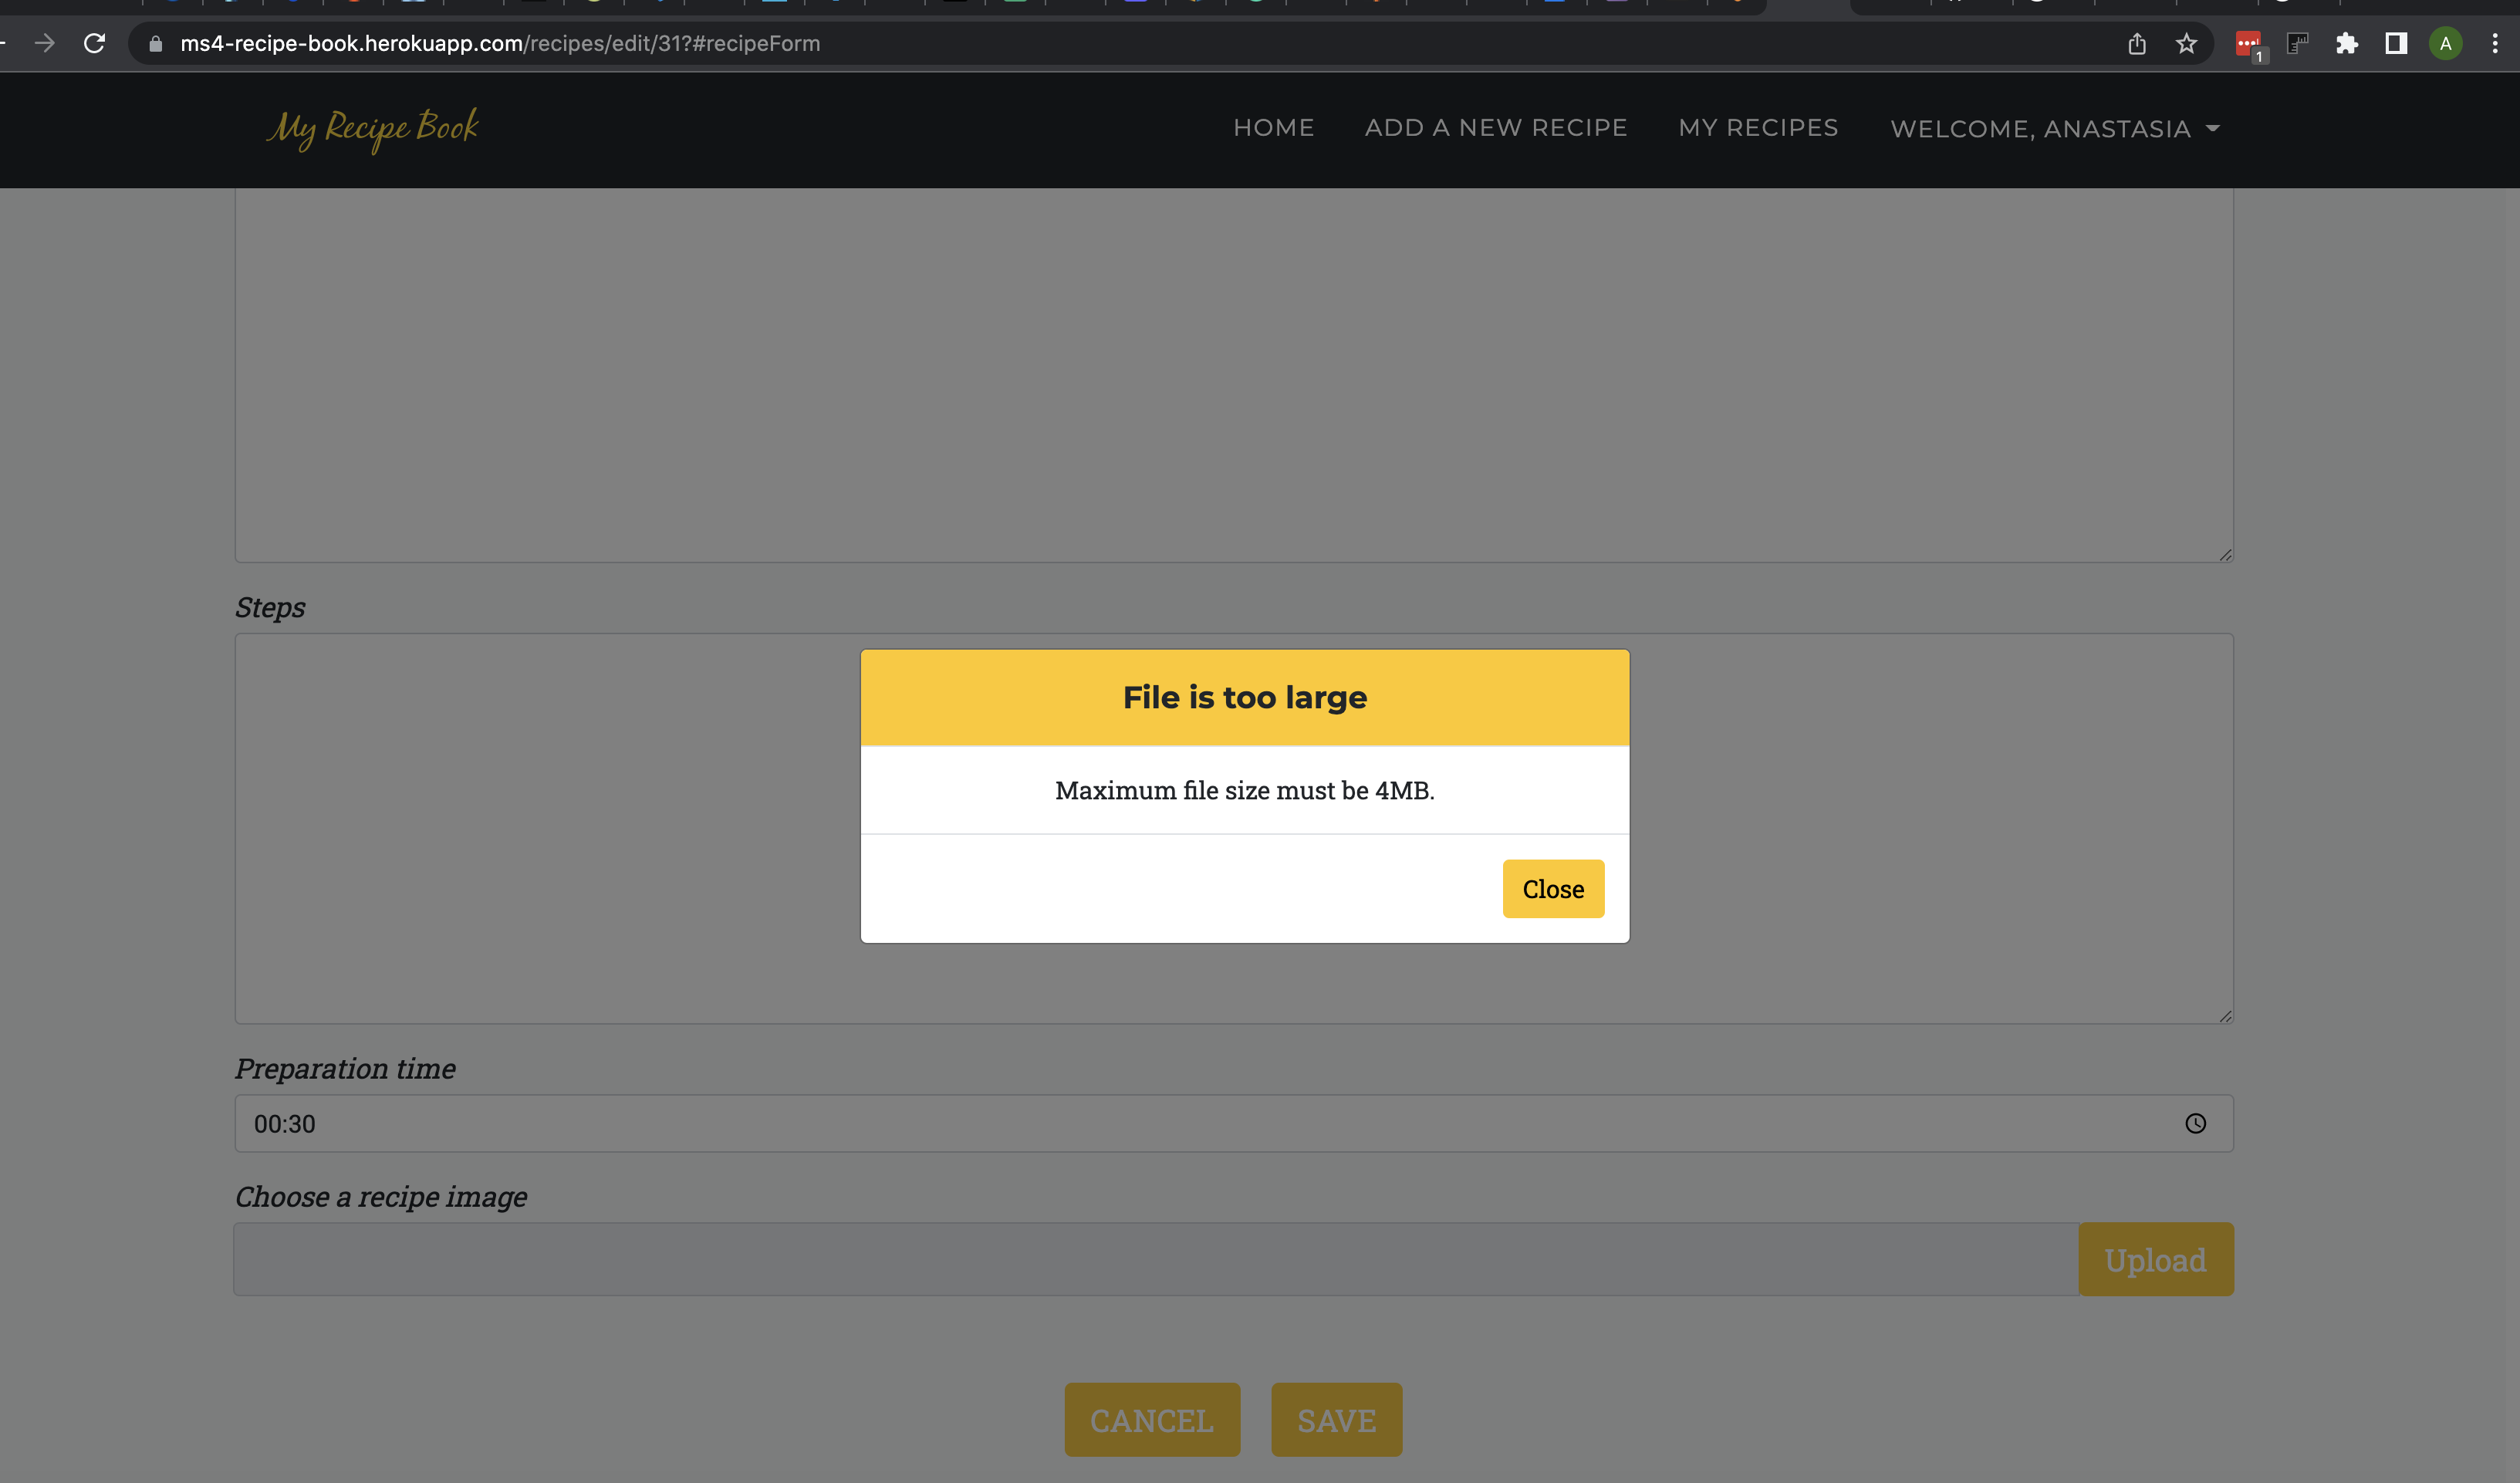 ms4-recipe-book.herokuapp.com/recipes/edit/31?#recipeForm
1
A
My Recipe Book
HOME ADD A NEW RECIPE MY RECIPES WELCOME, ANASTASIA
Steps
File is too large
Maximum file size must be 4MB.
Close
Preparation time
00:30
Choose a recipe image
Upload
CANCEL SAVE